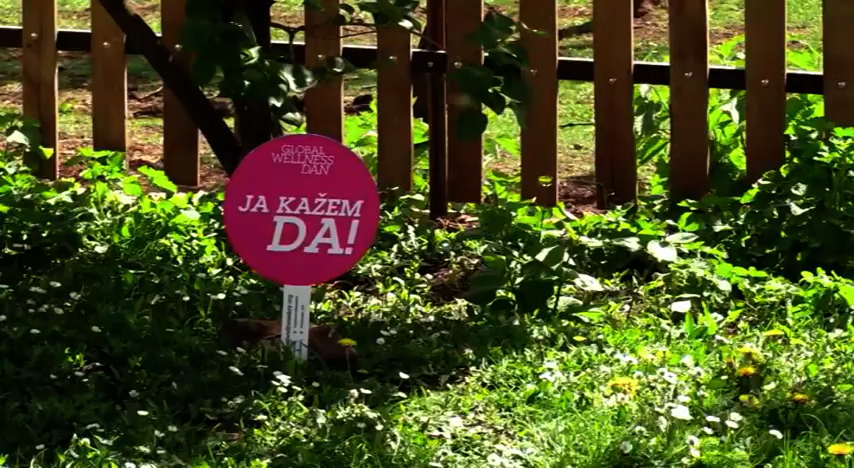 GLOBAL
WELLNESS
DAN
JA KAŽEM
DA!